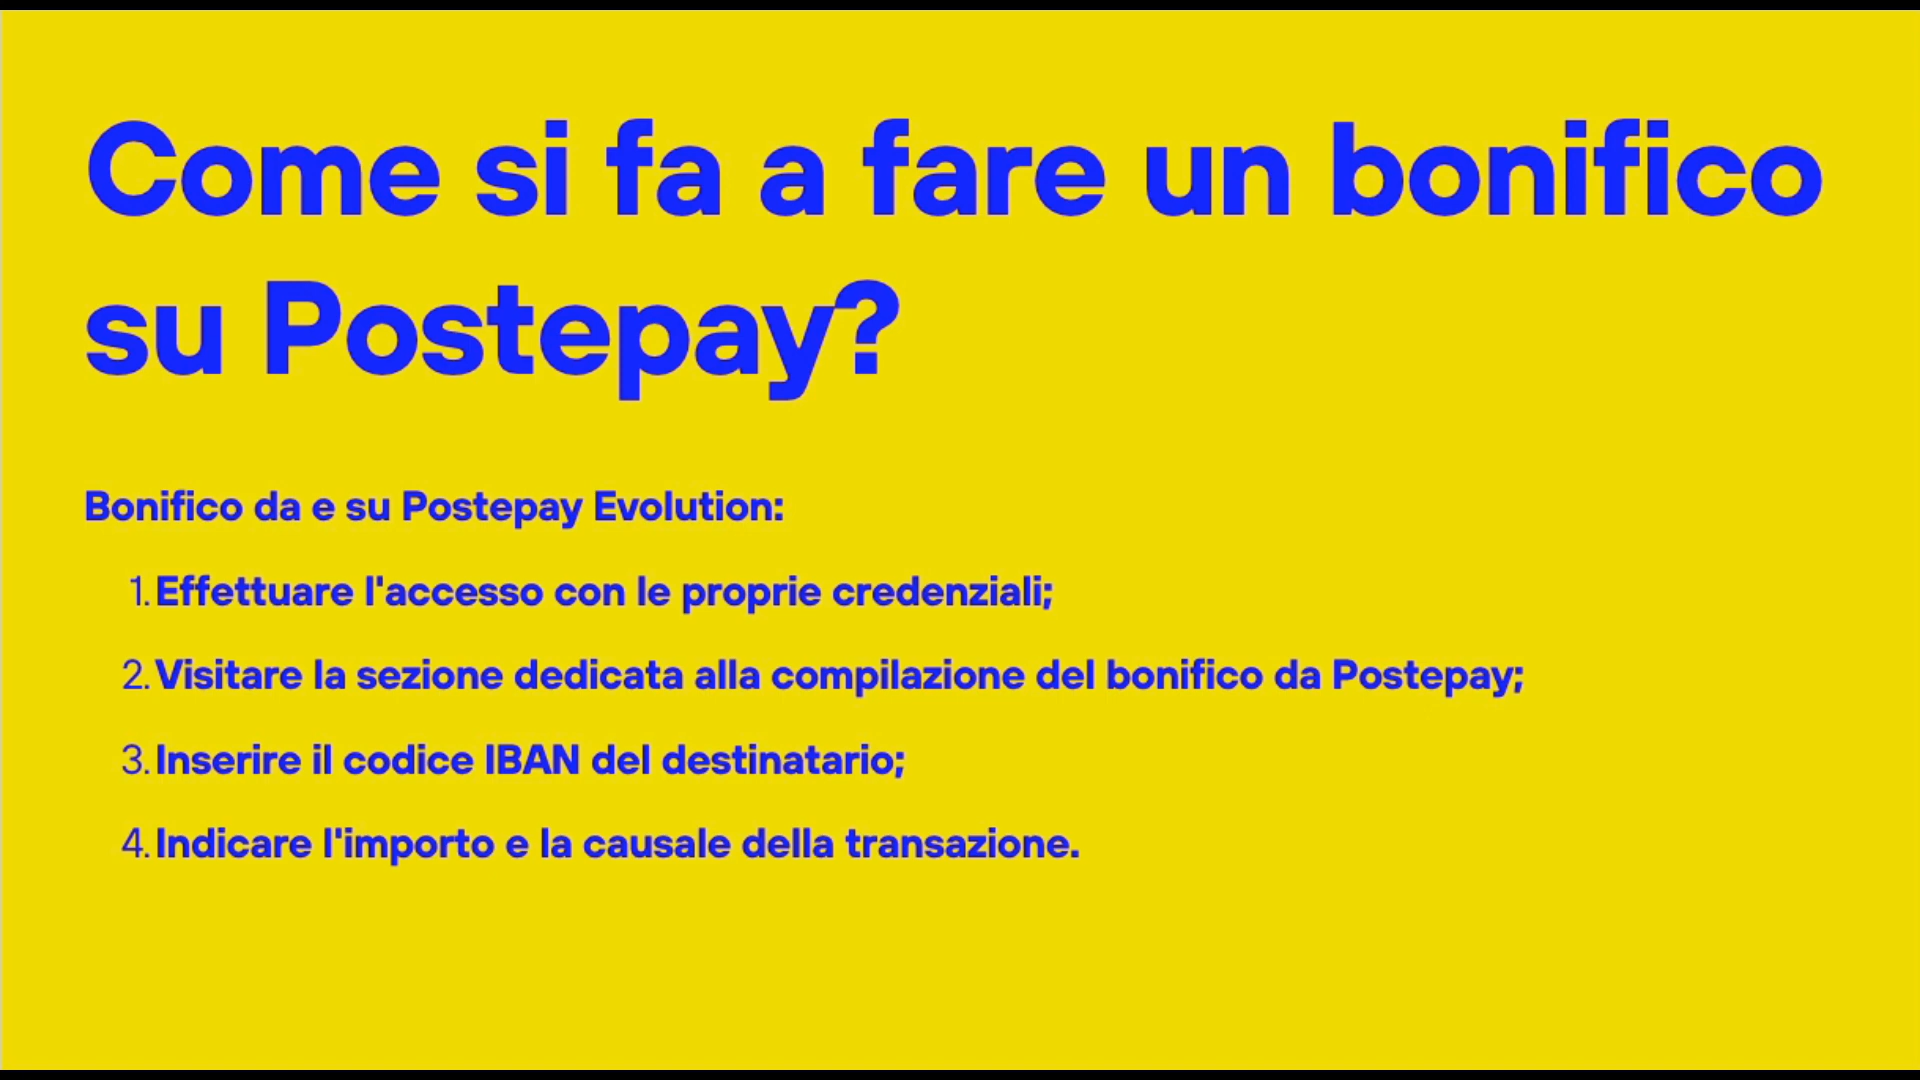 Come si fa a fare un bonifico
su Postepay?
Bonifico da e su Postepay Evolution:
1. Effettuare l'accesso con le proprie credenziali;
2. Visitare la sezione dedicata alla compilazione del bonifico da Postepay;
3. Inserire il codice IBAN del destinatario;
4. Indicare l'importo e la causale della transazione.